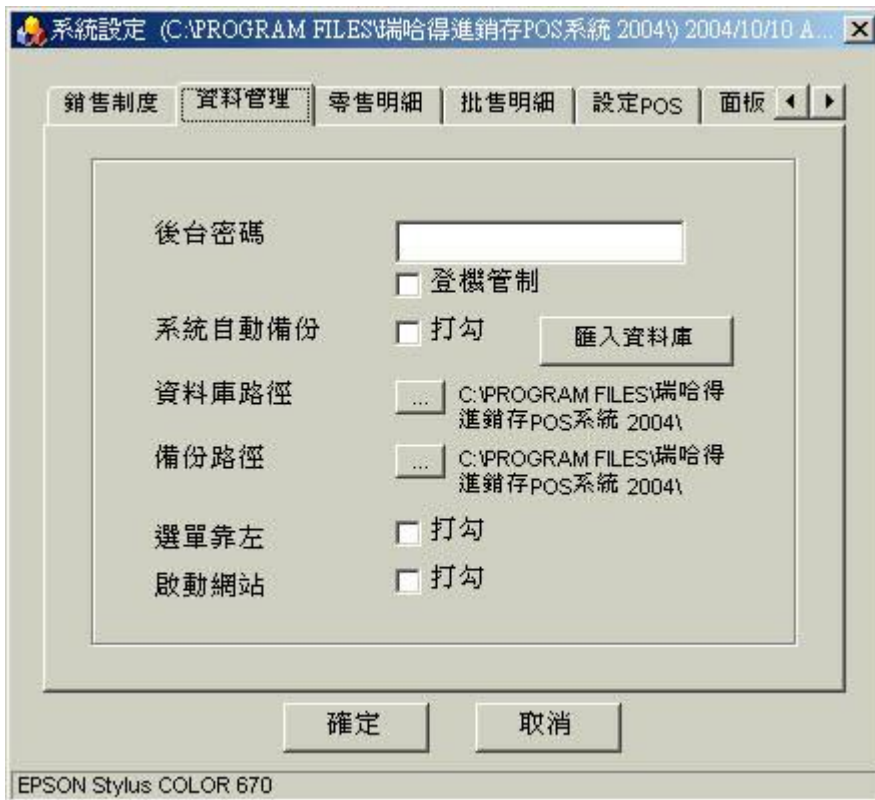 系統設定 (C:\PROGRAM FILES\瑞哈得進銷存POS系統 2004\) 2004/10/10 A...
銷售制度 資料管理 零售明細 批售明細 設定POS 面板
後台密碼
登機管制
系統自動備份 打勾 匯入資料庫
資料庫路徑 ... C:\PROGRAM FILES\瑞哈得
進銷存POS系統 2004\
備份路徑 ... C:\PROGRAM FILES\瑞哈得
進銷存POS系統 2004\
選單靠左 打勾
啟動網站 打勾
確定 取消
EPSON Stylus COLOR 670